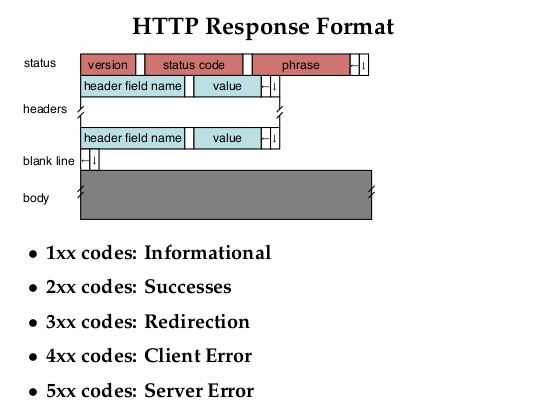 HTTP Response Format
status version status code phrase ← ↓
header field name value ← ↓
headers
header field name value ← ↓
blank line ← ↓
body
• 1xx codes: Informational
• 2xx codes: Successes
• 3xx codes: Redirection
• 4xx codes: Client Error
• 5xx codes: Server Error